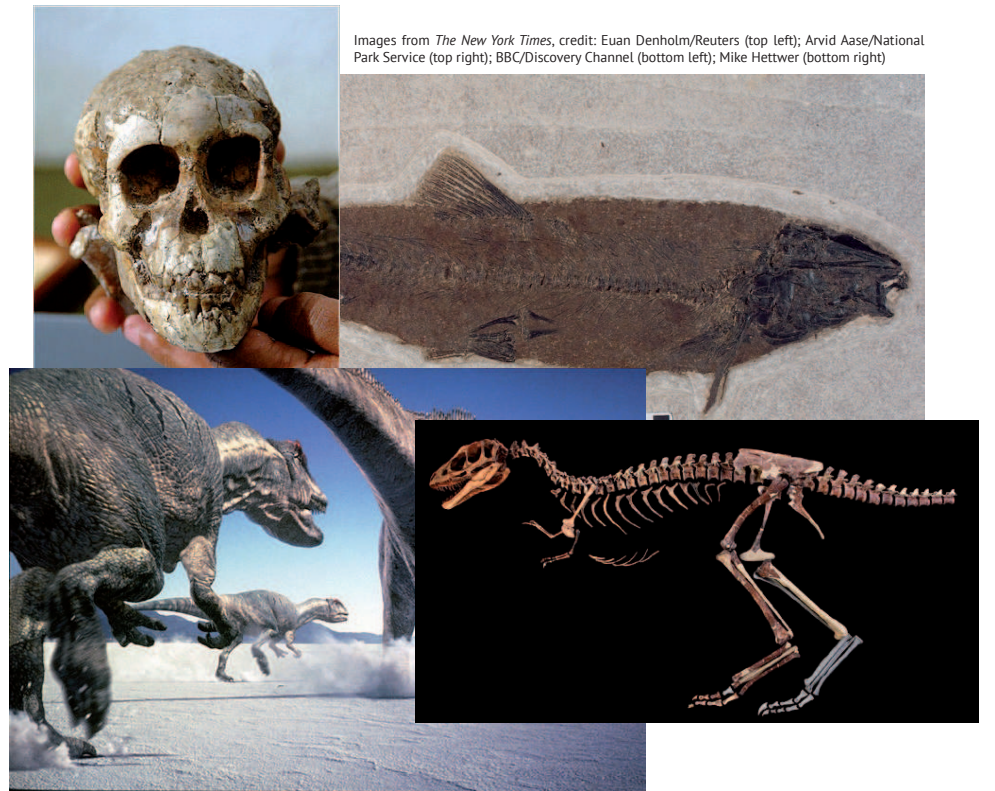 Images from The New York Times, credit: Euan Denholm/Reuters (top left); Arvid Aase/National
Park Service (top right); BBC/Discovery Channel (bottom left); Mike Hettwer (bottom right)